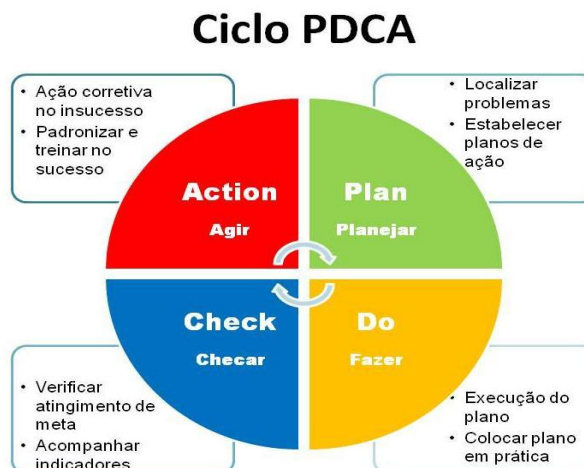 Ciclo PDCA
• Ação corretiva
no insucesso
• Padronizar e
treinar no
sucesso
• Localizar
problemas
• Estabelecer
planos de
ação
Action
Agir
Plan
Planejar
Check
Checar
Do
Fazer
• Verificar
atingimento de
meta
• Acompanhar
indicadores
• Execução do
plano
• Colocar plano
em prática